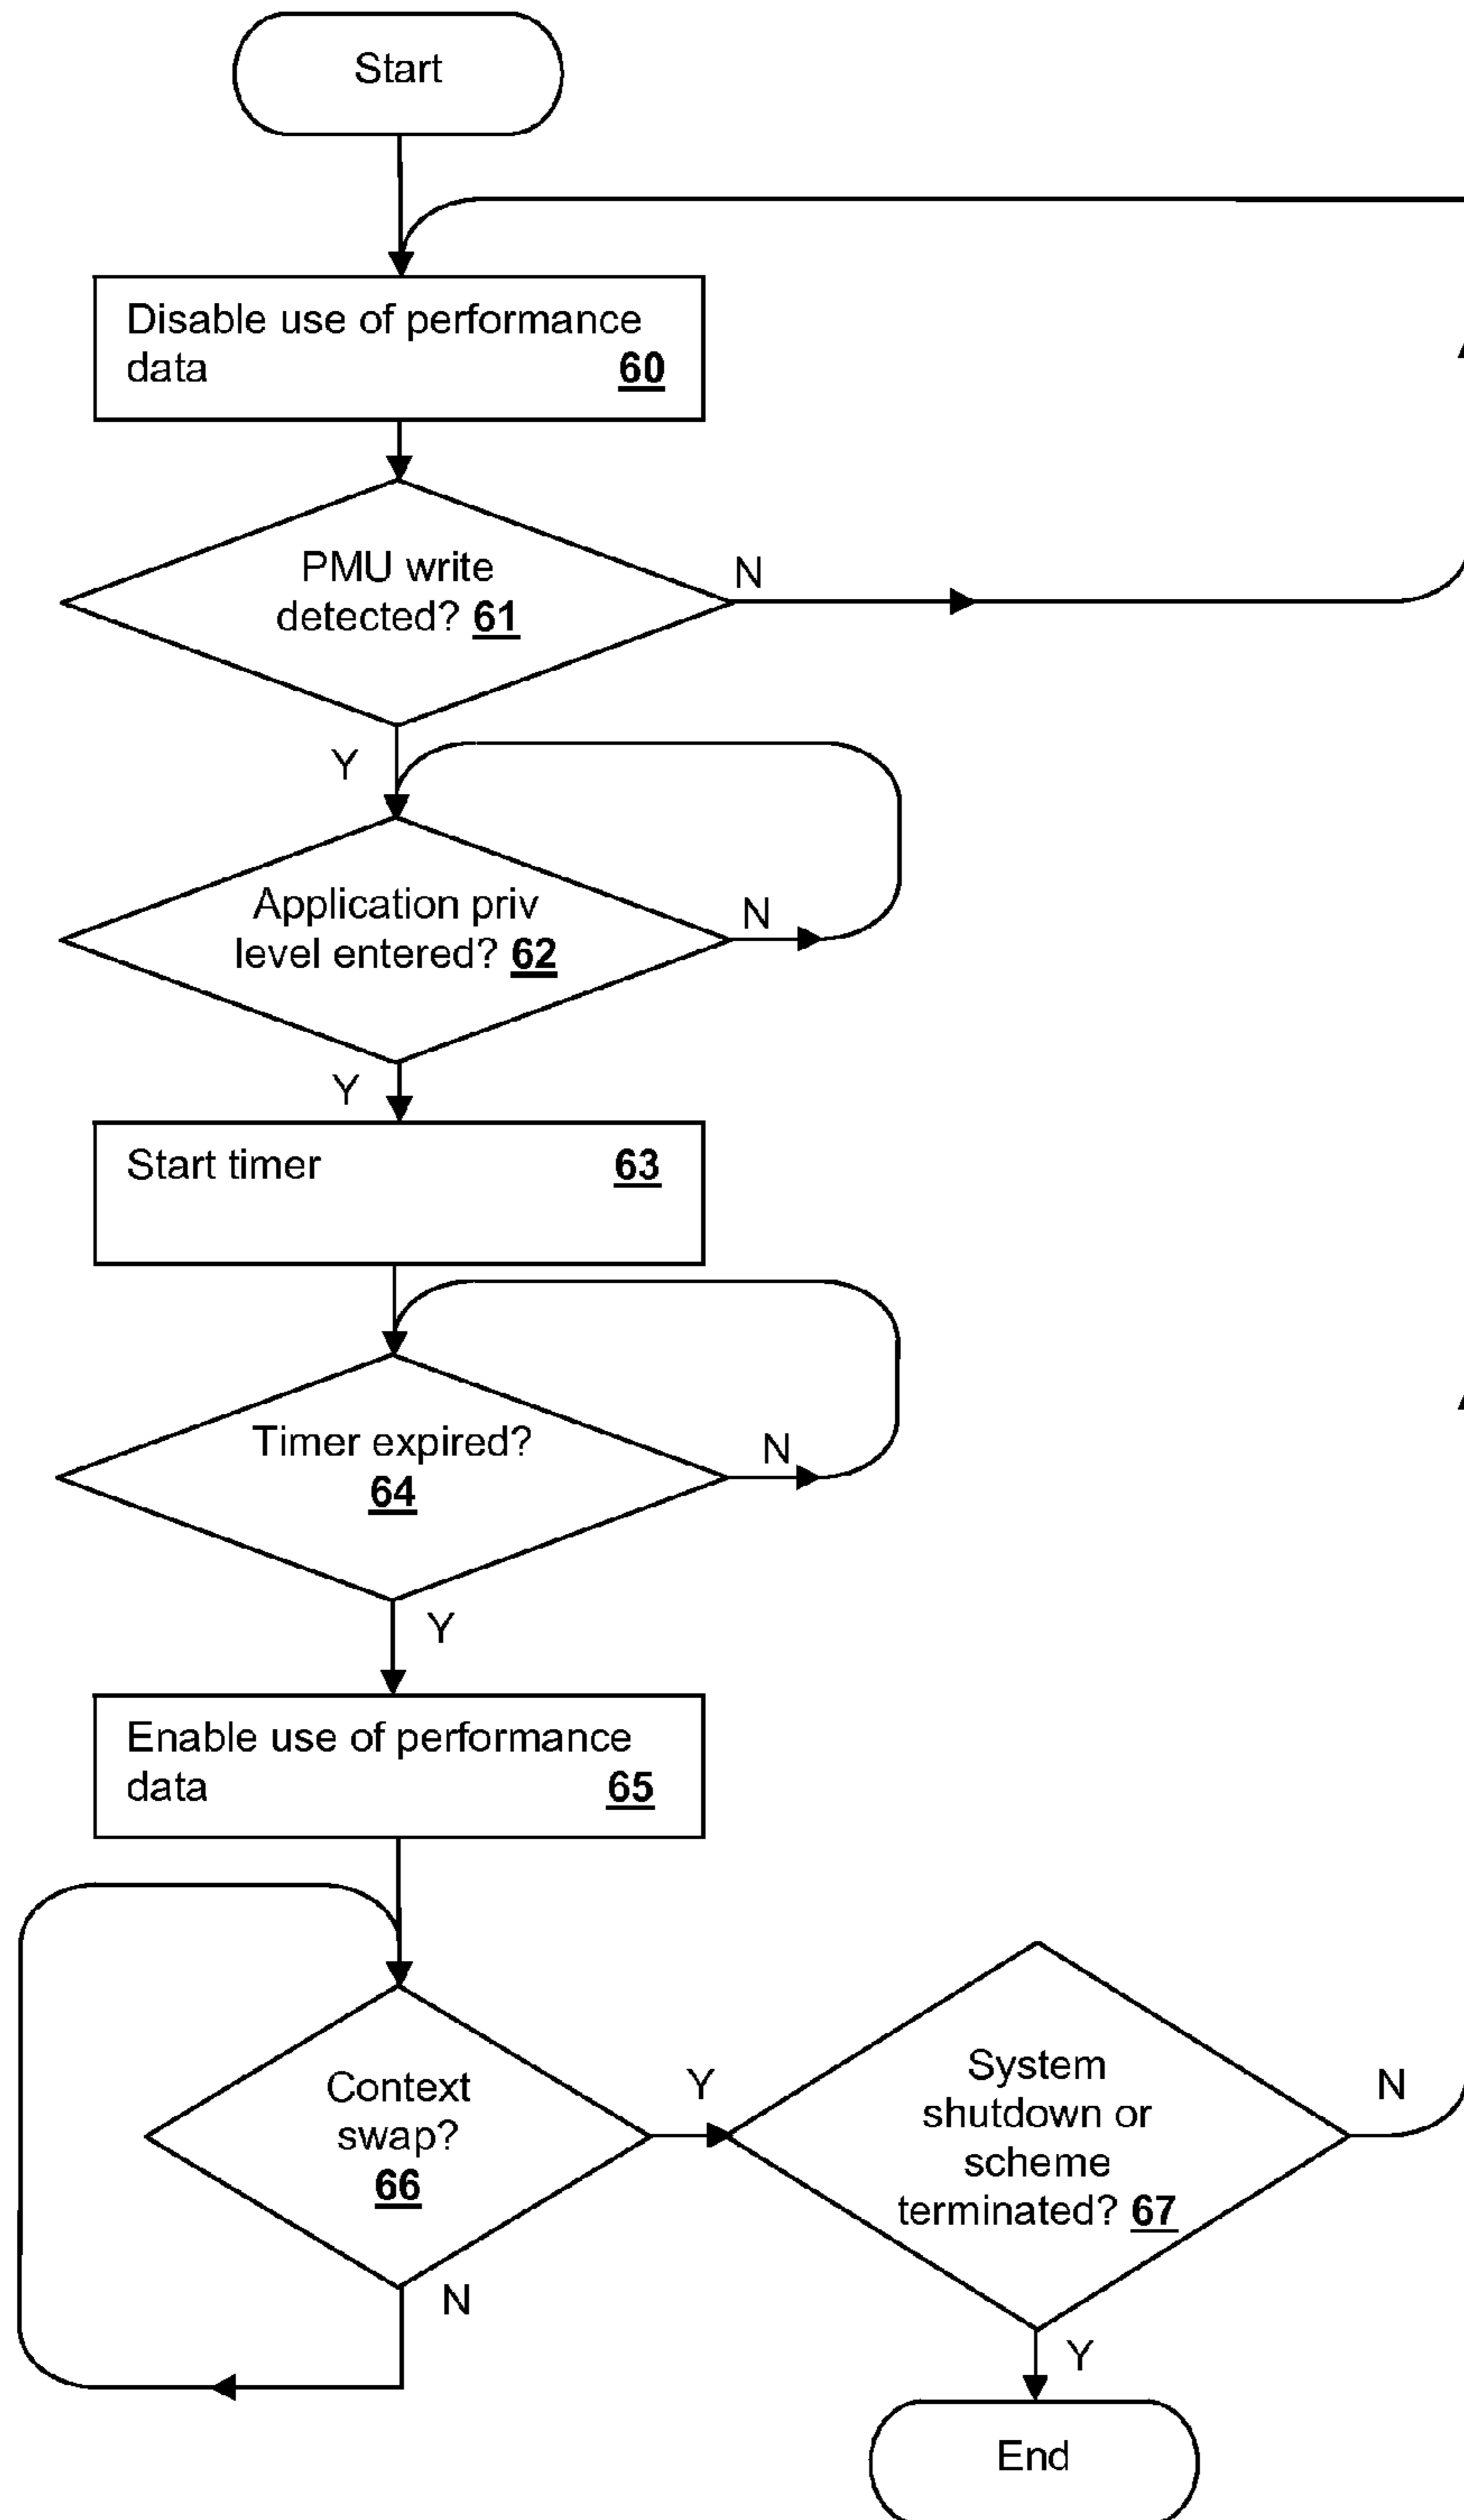 Start
Disable use of performance
data 60
PMU write
detected? 61
N
Y
Application priv
level entered? 62
N
Y
Start timer 63
Timer expired?
64
N
Y
Enable use of performance
data 65
Context
swap?
66
Y
N
System
shutdown or
scheme
terminated? 67
N
Y
End